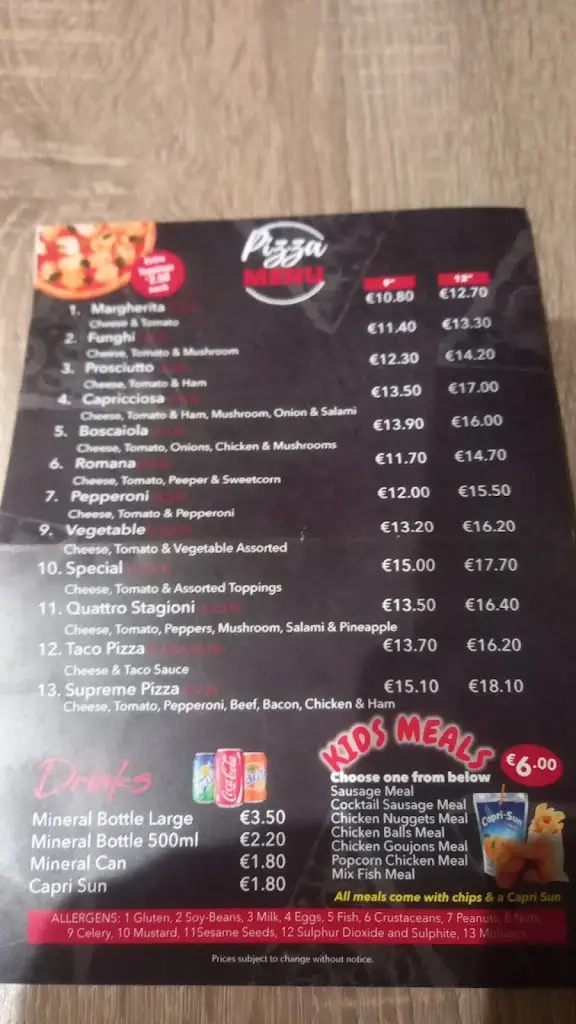 Pizza
MENU
Extra
9" 12"
1. Margherita €10.80 €12.70
Cheese & Tomato
2. Funghi €11.40 €13.30
Cheese, Tomato & Mushroom
3. Prosciutto €12.30 €14.20
Cheese, Tomato & Ham
4. Capricciosa €13.50 €17.00
Cheese, Tomato & Ham, Mushroom, Onion & Salami
5. Boscaiola €13.90 €16.00
Cheese, Tomato, Onions, Chicken & Mushrooms
6. Romana €11.70 €14.70
Cheese, Tomato, Peeper & Sweetcorn
7. Pepperoni €12.00 €15.50
Cheese, Tomato & Pepperoni
9. Vegetable €13.20 €16.20
Cheese, Tomato & Vegetable Assorted
10. Special €15.00 €17.70
Cheese, Tomato & Assorted Toppings
11. Quattro Stagioni €13.50 €16.40
Cheese, Tomato, Peppers, Mushroom, Salami & Pineapple
12. Taco Pizza €13.70 €16.20
Cheese & Taco Sauce
13. Supreme Pizza €15.10 €18.10
Cheese, Tomato, Pepperoni, Beef, Bacon, Chicken & Ham
Drinks
Coca-Cola
Mineral Bottle Large €3.50
Mineral Bottle 500ml €2.20
Mineral Can €1.80
Capri Sun €1.80
KIDS MEALS
€6.00
Choose one from below
Sausage Meal
Cocktail Sausage Meal
Chicken Nuggets Meal
Chicken Balls Meal
Chicken Goujons Meal
Popcorn Chicken Meal
Mix Fish Meal
Capri-Sun
All meals come with chips & a Capri Sun
ALLERGENS: 1 Gluten, 2 Soy-Beans, 3 Milk, 4 Eggs, 5 Fish, 6 Crustaceans, 7 Peanuts, 8 Nuts,
9 Celery, 10 Mustard, 11Sesame Seeds, 12 Sulphur Dioxide and Sulphite, 13 Molluscs
Prices subject to change without notice.